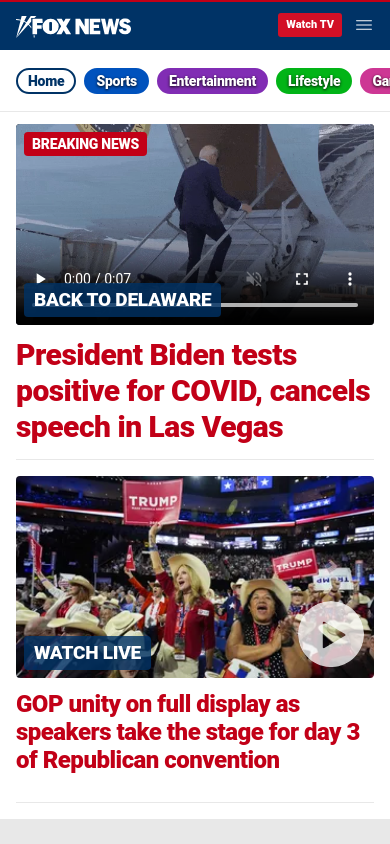 FOX NEWS
Watch TV
Home Sports Entertainment Lifestyle Ga
BREAKING NEWS
0:00 / 0:07
BACK TO DELAWARE
President Biden tests
positive for COVID, cancels
speech in Las Vegas
TRUMP
TRUMP
WATCH LIVE
GOP unity on full display as
speakers take the stage for day 3
of Republican convention